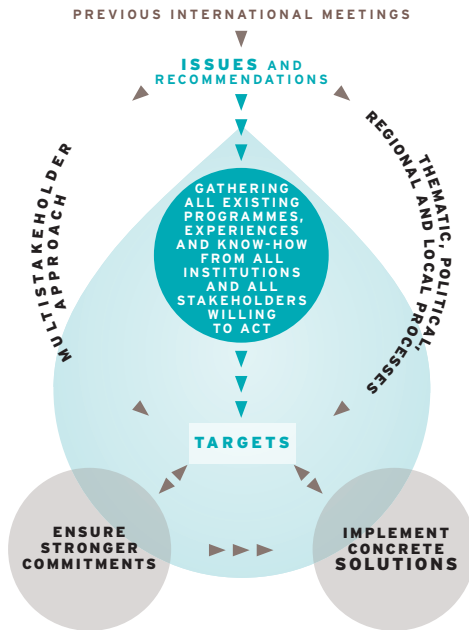 PREVIOUS INTERNATIONAL MEETINGS
ISSUES AND
RECOMMENDATIONS
MULTISTAKEHOLDER
APPROACH
THEMATIC, POLITICAL,
REGIONAL AND LOCAL PROCESSES
GATHERING
ALL EXISTING
PROGRAMMES,
EXPERIENCES
AND KNOW-HOW
FROM ALL
INSTITUTIONS
AND ALL
STAKEHOLDERS
WILLING
TO ACT
TARGETS
ENSURE
STRONGER
COMMITMENTS
IMPLEMENT
CONCRETE
SOLUTIONS